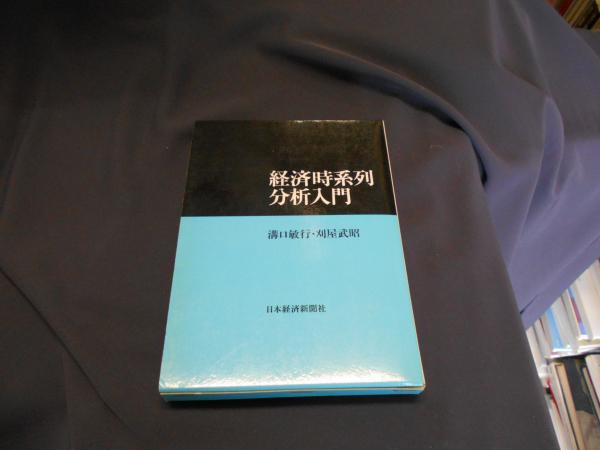 経済時系列
分析入門
溝口敏行・刈屋武昭
日本経済新聞社